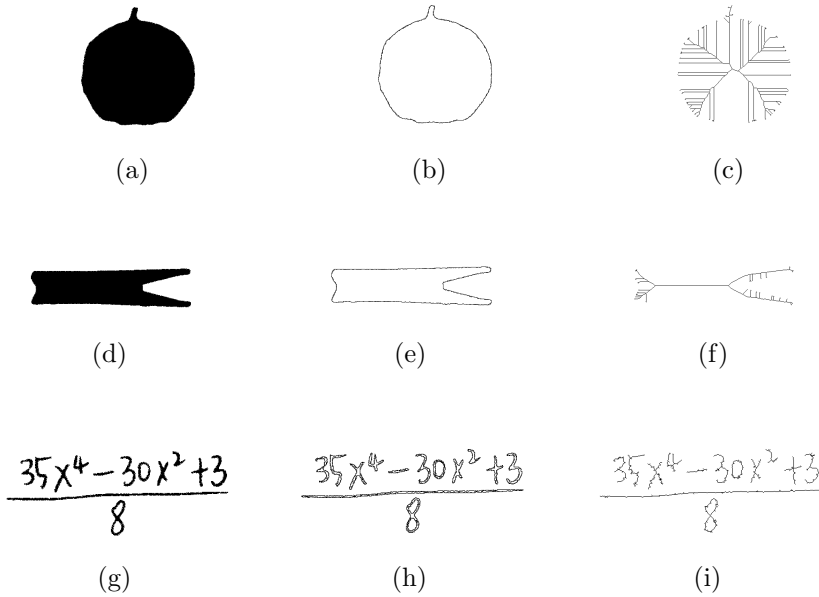 (a) (b) (c)
(d) (e) (f)
35x⁴ − 30x² + 3 35x⁴ − 30x² + 3 35x⁴ − 30x² + 3
8 8 8
(g) (h) (i)